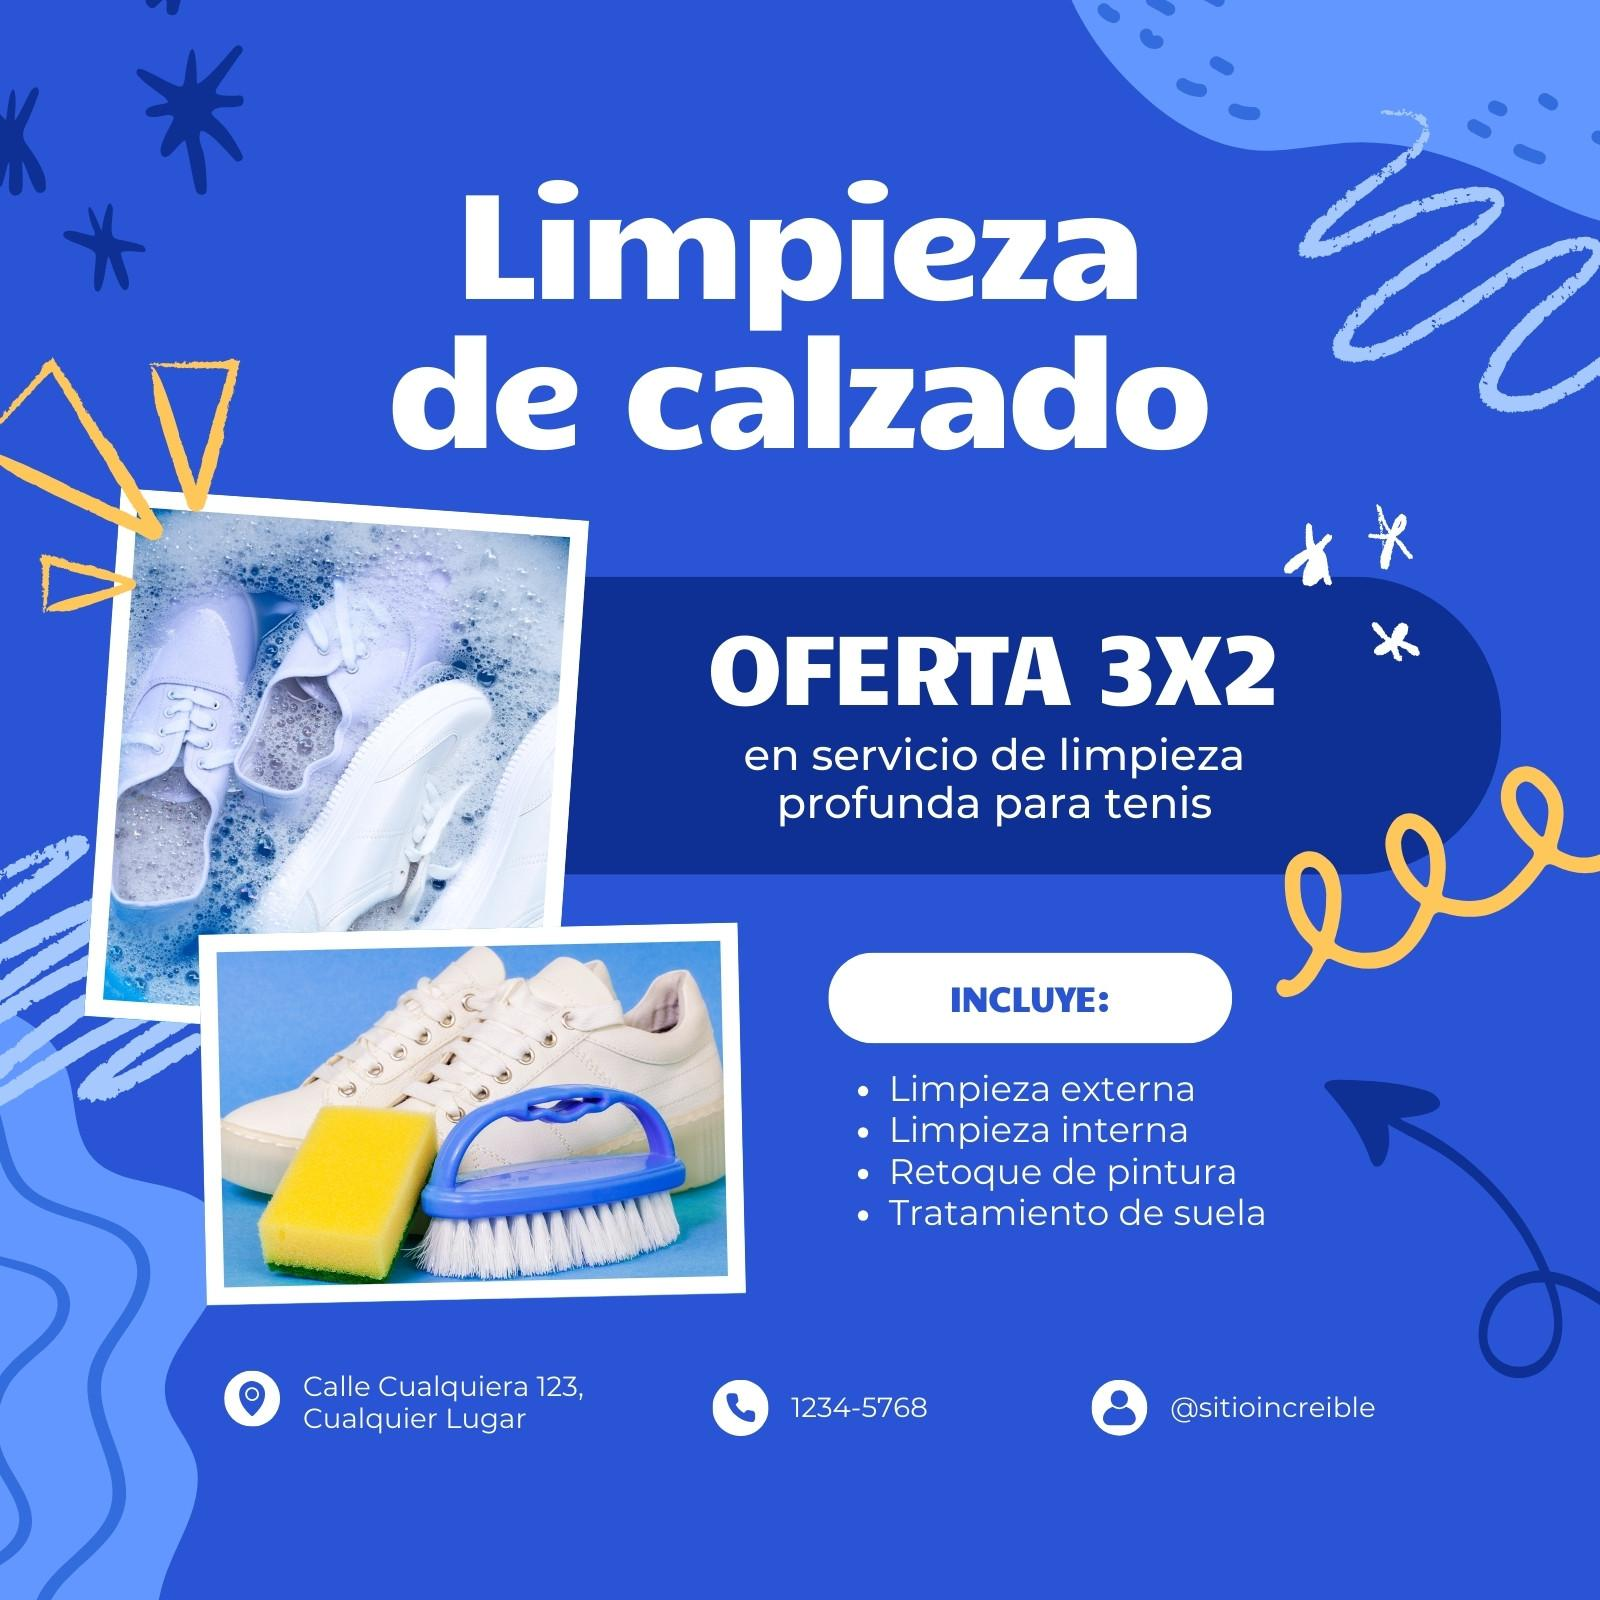 Limpieza
de calzado
OFERTA 3X2
en servicio de limpieza
profunda para tenis
INCLUYE:
• Limpieza externa
• Limpieza interna
• Retoque de pintura
• Tratamiento de suela
Calle Cualquiera 123,
Cualquier Lugar
1234-5768
@sitioincreible